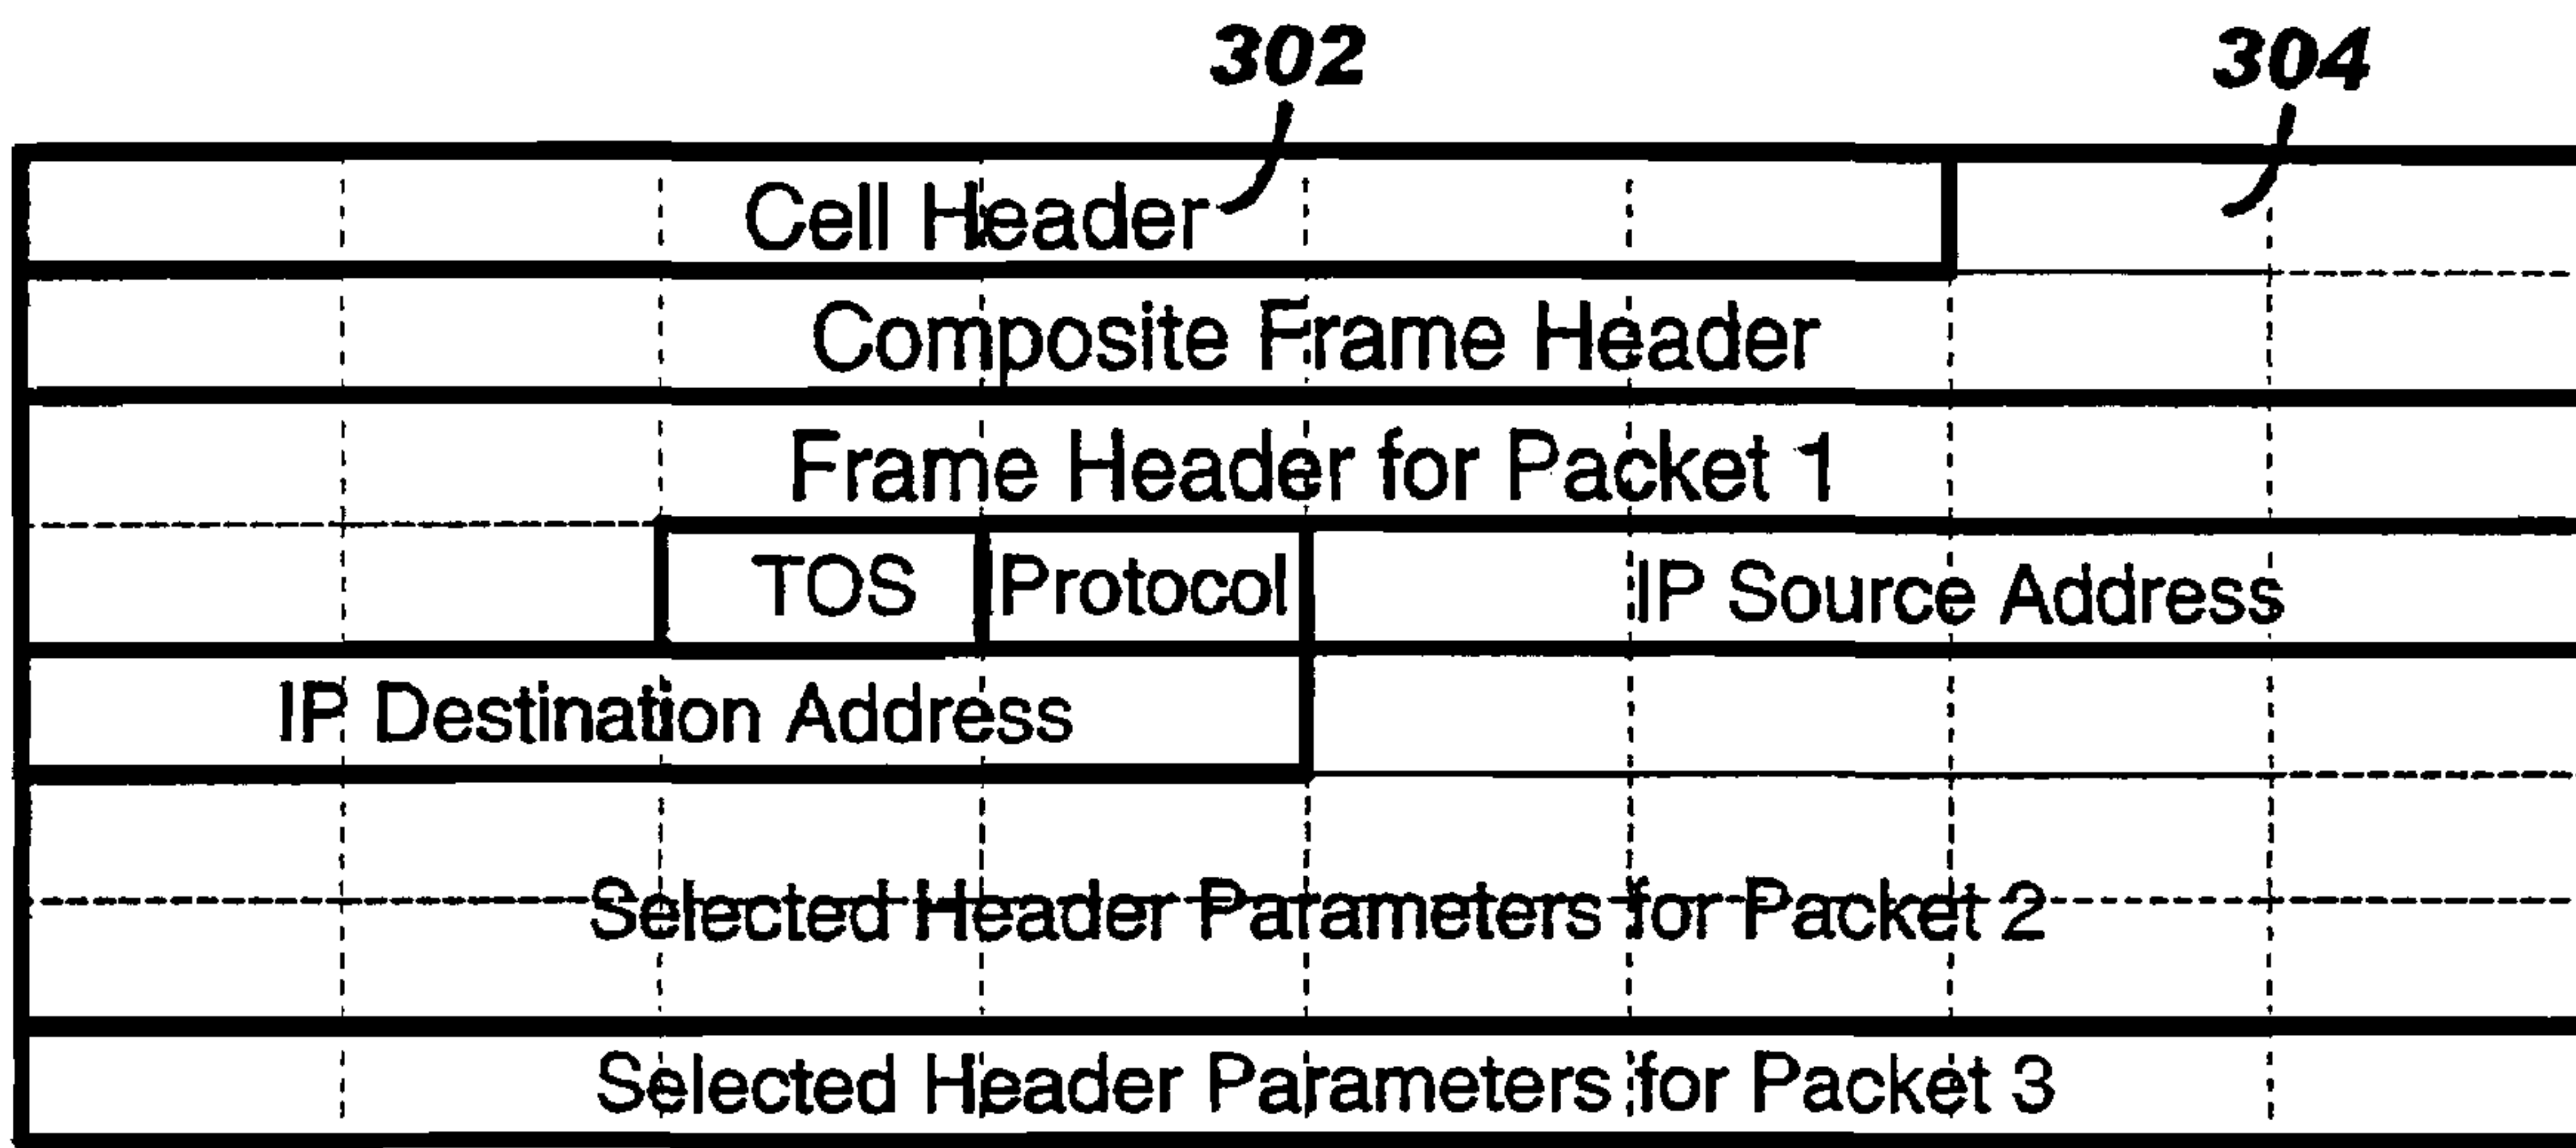 302 304
Cell Header
Composite Frame Header
Frame Header for Packet 1
TOS Protocol IP Source Address
IP Destination Address
Selected Header Parameters for Packet 2
Selected Header Parameters for Packet 3